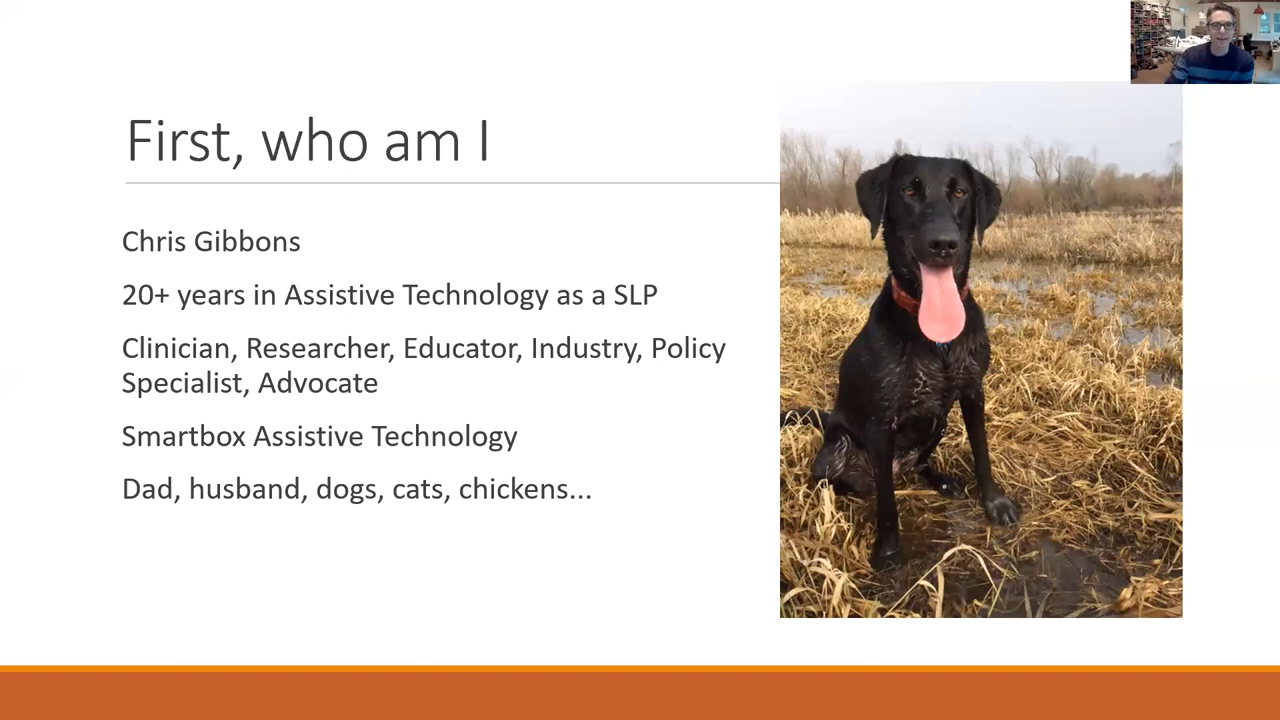 First, who am I
Chris Gibbons
20+ years in Assistive Technology as a SLP
Clinician, Researcher, Educator, Industry, Policy
Specialist, Advocate
Smartbox Assistive Technology
Dad, husband, dogs, cats, chickens...